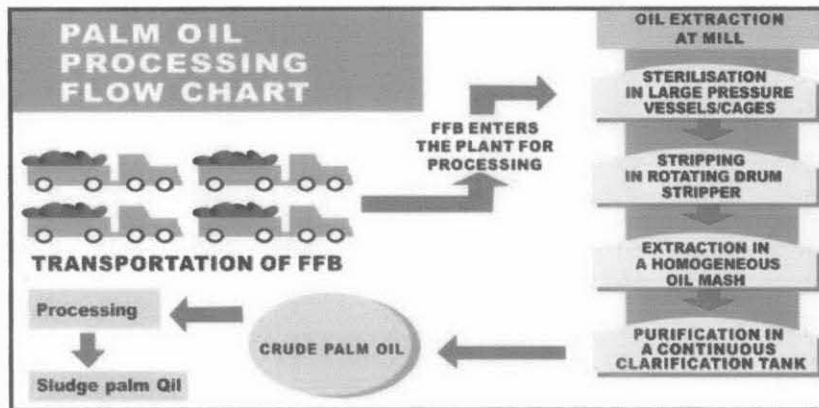 PALM OIL
PROCESSING
FLOW CHART
TRANSPORTATION OF FFB
FFB ENTERS
THE PLANT FOR
PROCESSING
OIL EXTRACTION
AT MILL
STERILISATION
IN LARGE PRESSURE
VESSELS/CAGES
STRIPPING
IN ROTATING DRUM
STRIPPER
EXTRACTION IN
A HOMOGENEOUS
OIL MASH
PURIFICATION IN
A CONTINUOUS
CLARIFICATION TANK
CRUDE PALM OIL
Processing
Sludge palm Qil